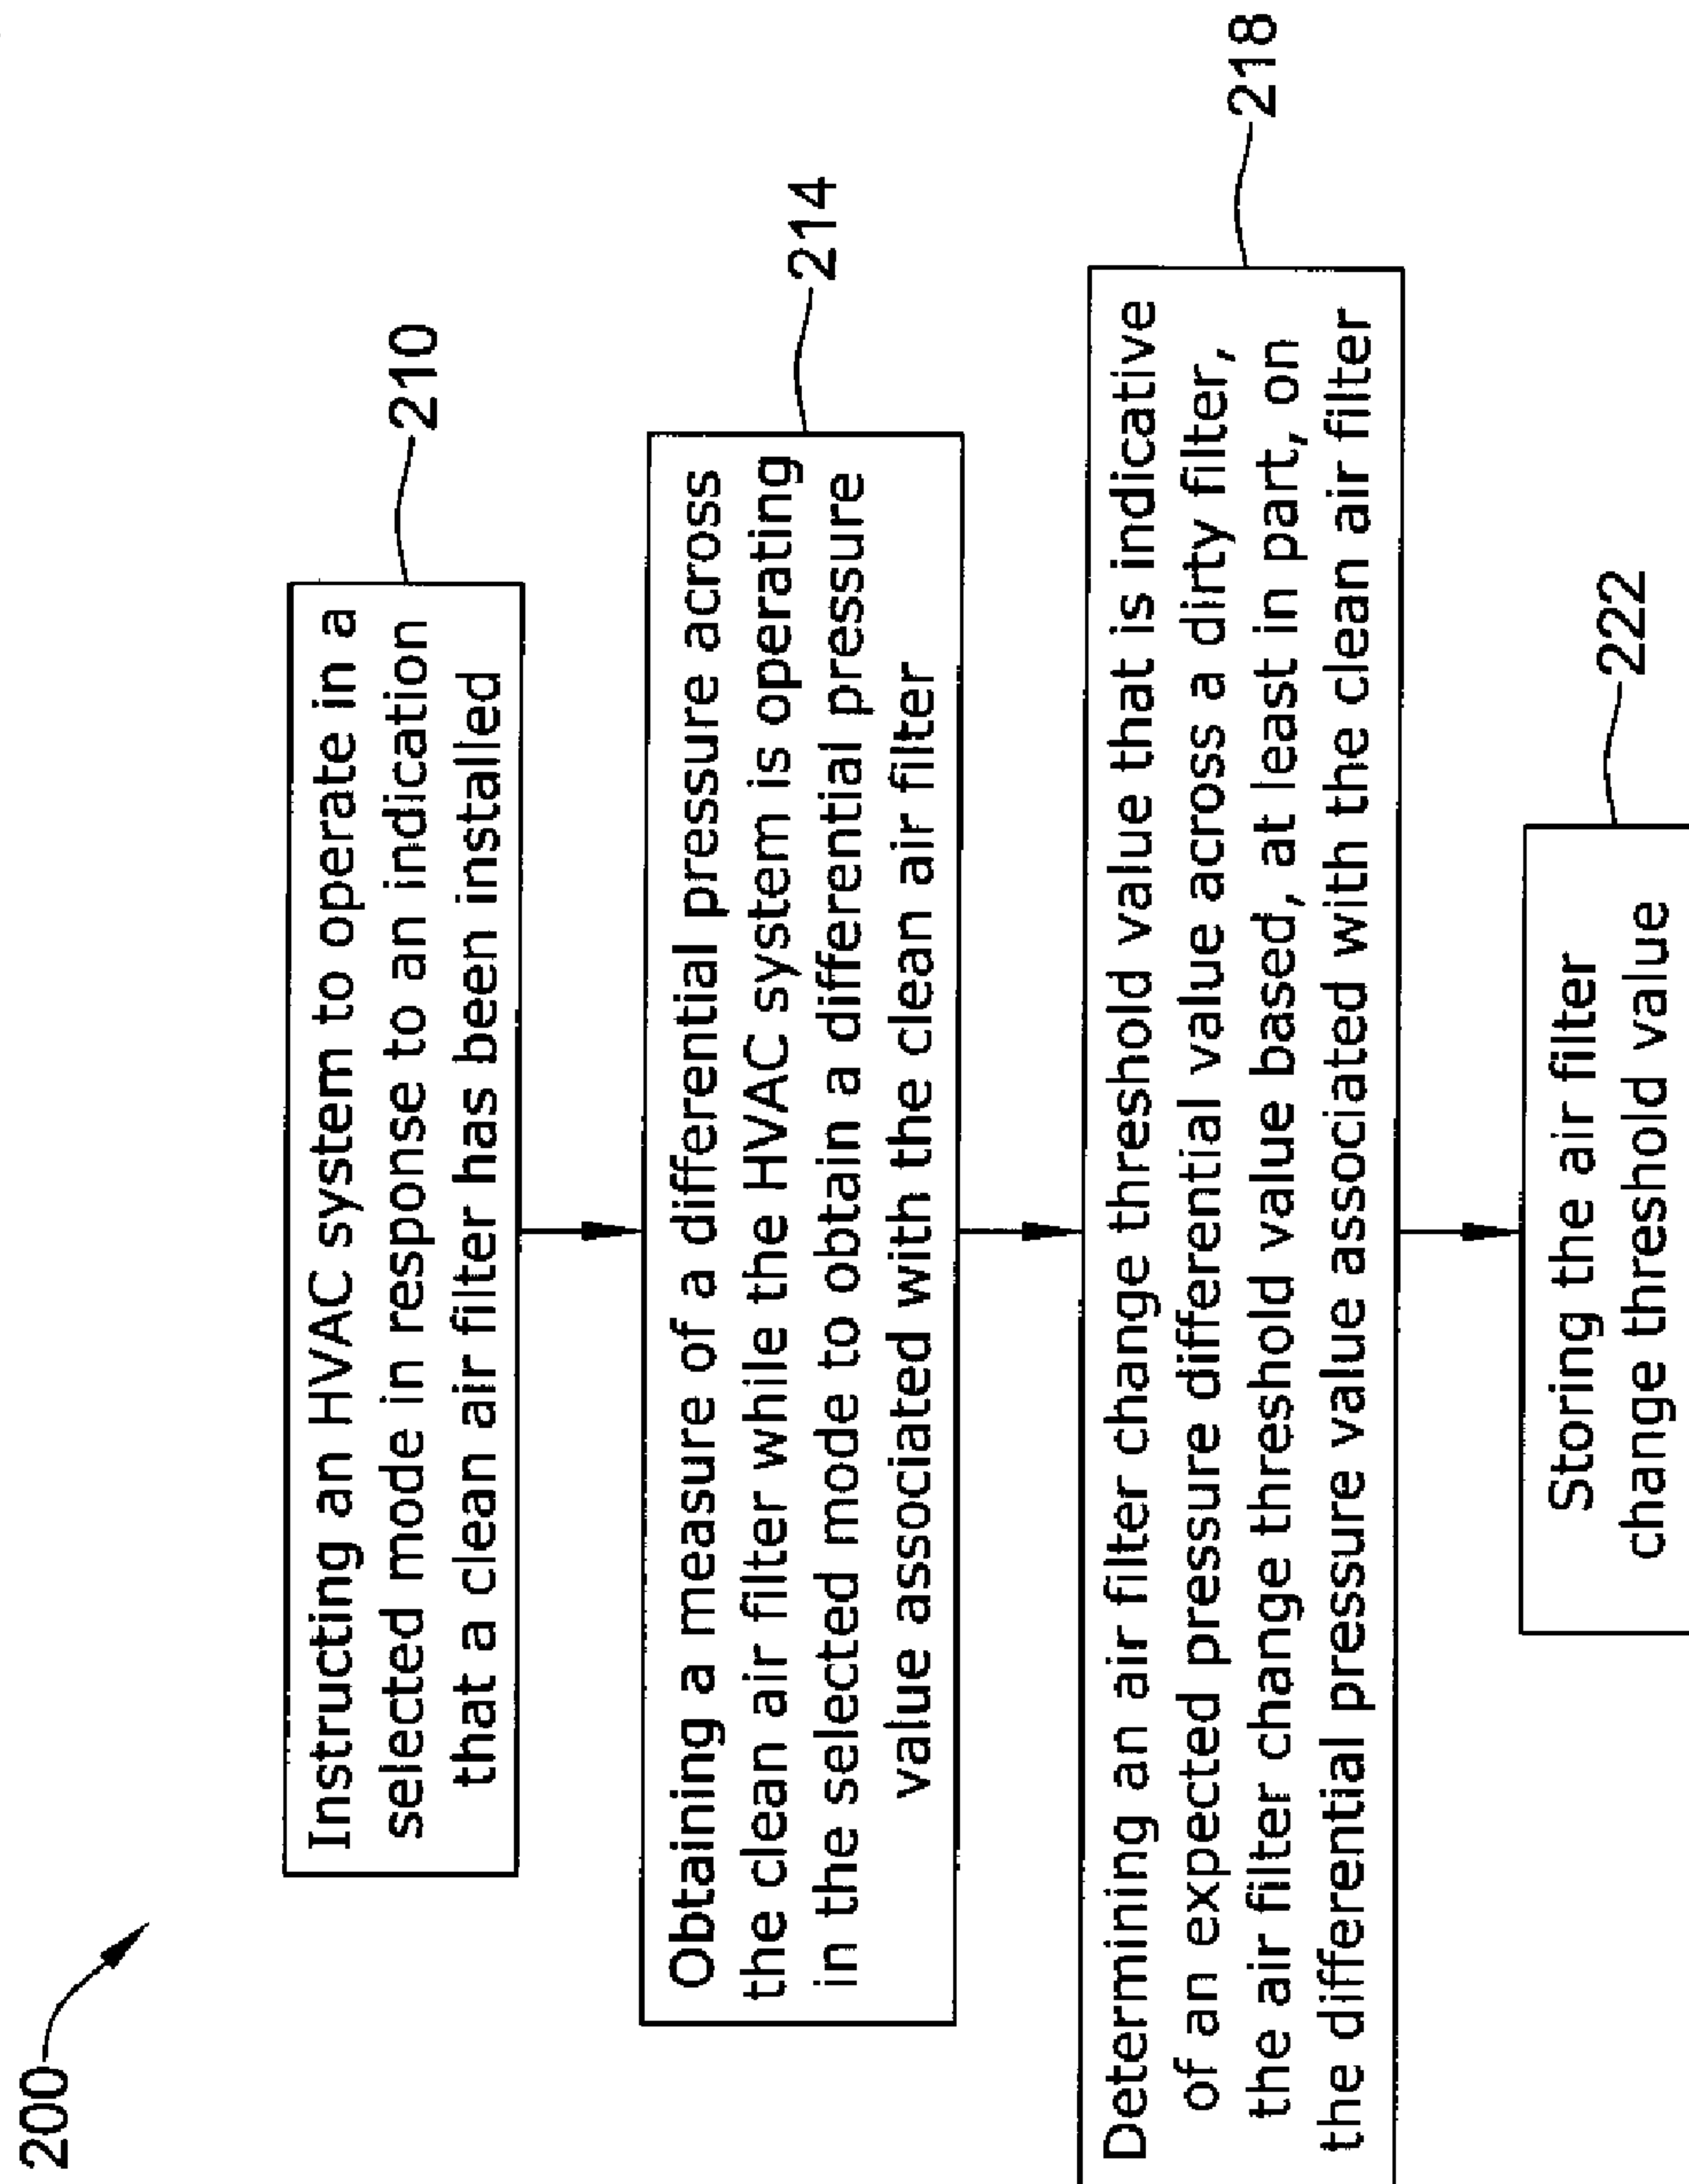 200
Instructing an HVAC system to operate in a
selected mode in response to an indication
that a clean air filter has been installed
210
Obtaining a measure of a differential pressure across
the clean air filter while the HVAC system is operating
in the selected mode to obtain a differential pressure
value associated with the clean air filter
214
Determining an air filter change threshold value that is indicative
of an expected pressure differential value across a dirty filter,
the air filter change threshold value based, at least in part, on
the differential pressure value associated with the clean air filter
218
Storing the air filter
change threshold value
222